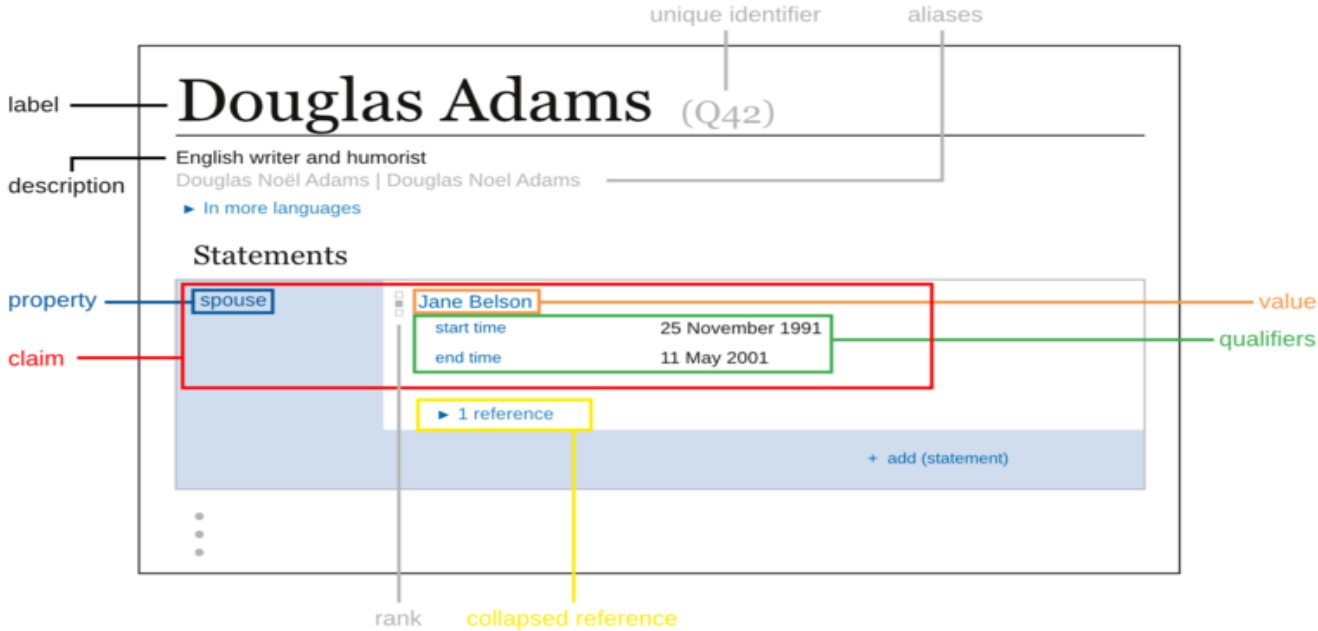 unique identifier aliases
label Douglas Adams (Q42)
English writer and humorist
description Douglas Noël Adams | Douglas Noel Adams
► In more languages
Statements
property spouse Jane Belson value
start time 25 November 1991
qualifiers
claim end time 11 May 2001
► 1 reference
+ add (statement)
rank collapsed reference